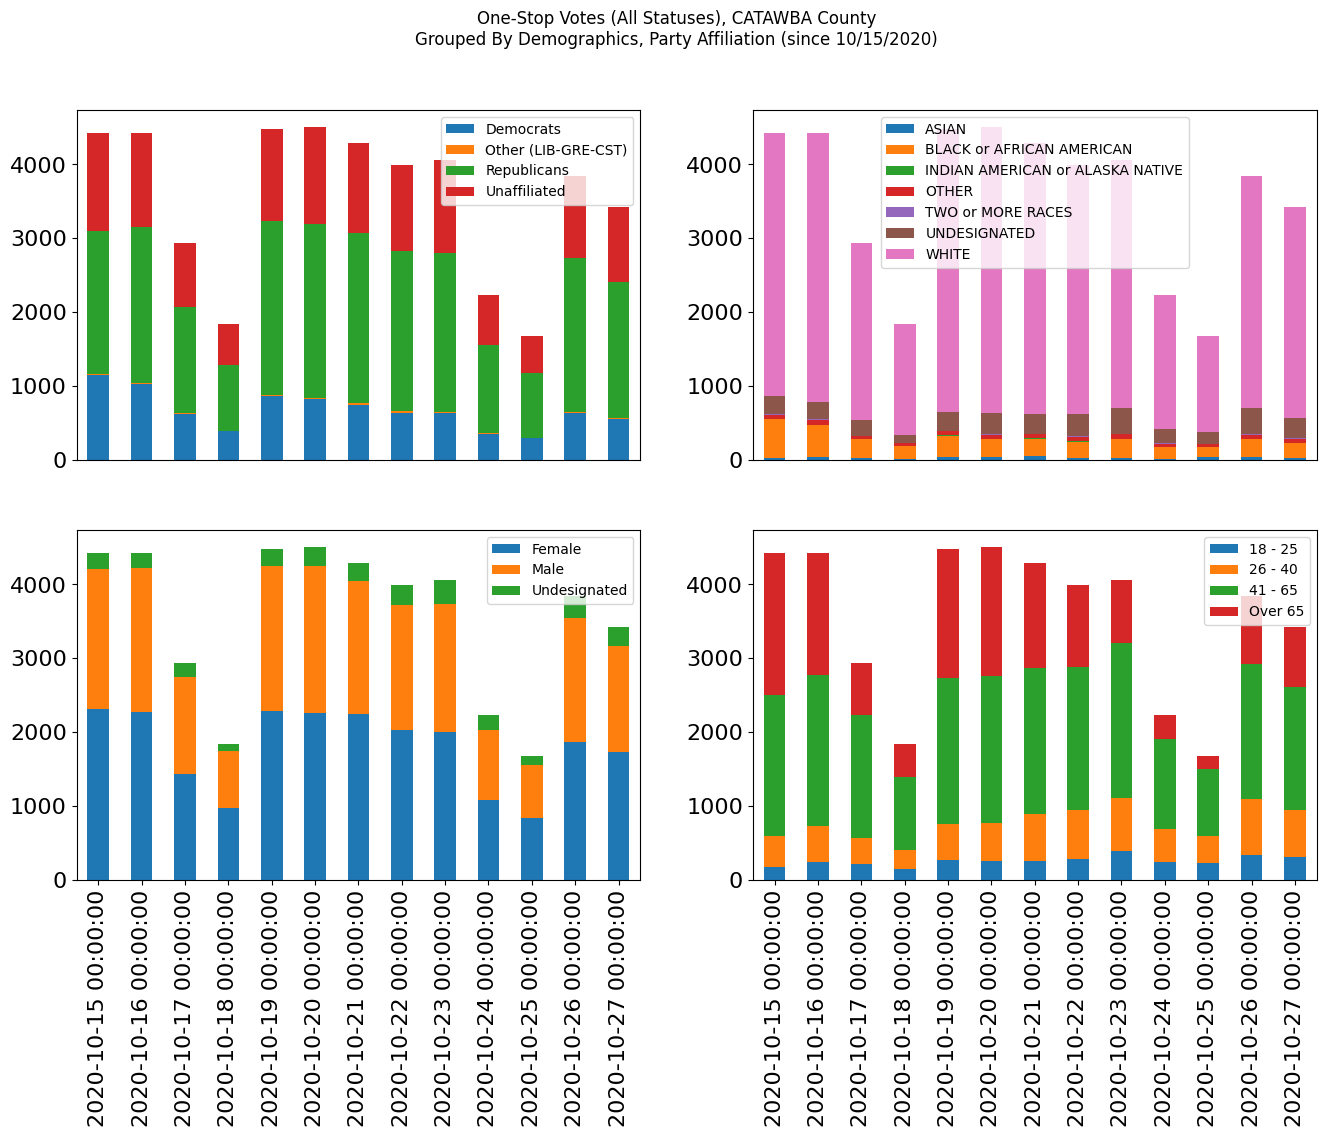 One-Stop Votes (All Statuses), CATAWBA County
Grouped By Demographics, Party Affiliation (since 10/15/2020)
4000
3000
2000
1000
0
Democrats
Other (LIB-GRE-CST)
Republicans
Unaffiliated
4000
3000
2000
1000
0
ASIAN
BLACK or AFRICAN AMERICAN
INDIAN AMERICAN or ALASKA NATIVE
OTHER
TWO or MORE RACES
UNDESIGNATED
WHITE
4000
3000
2000
1000
0
Female
Male
Undesignated
2020-10-15 00:00:00
2020-10-16 00:00:00
2020-10-17 00:00:00
2020-10-18 00:00:00
2020-10-19 00:00:00
2020-10-20 00:00:00
2020-10-21 00:00:00
2020-10-22 00:00:00
2020-10-23 00:00:00
2020-10-24 00:00:00
2020-10-25 00:00:00
2020-10-26 00:00:00
2020-10-27 00:00:00
4000
3000
2000
1000
0
18 - 25
26 - 40
41 - 65
Over 65
2020-10-15 00:00:00
2020-10-16 00:00:00
2020-10-17 00:00:00
2020-10-18 00:00:00
2020-10-19 00:00:00
2020-10-20 00:00:00
2020-10-21 00:00:00
2020-10-22 00:00:00
2020-10-23 00:00:00
2020-10-24 00:00:00
2020-10-25 00:00:00
2020-10-26 00:00:00
2020-10-27 00:00:00